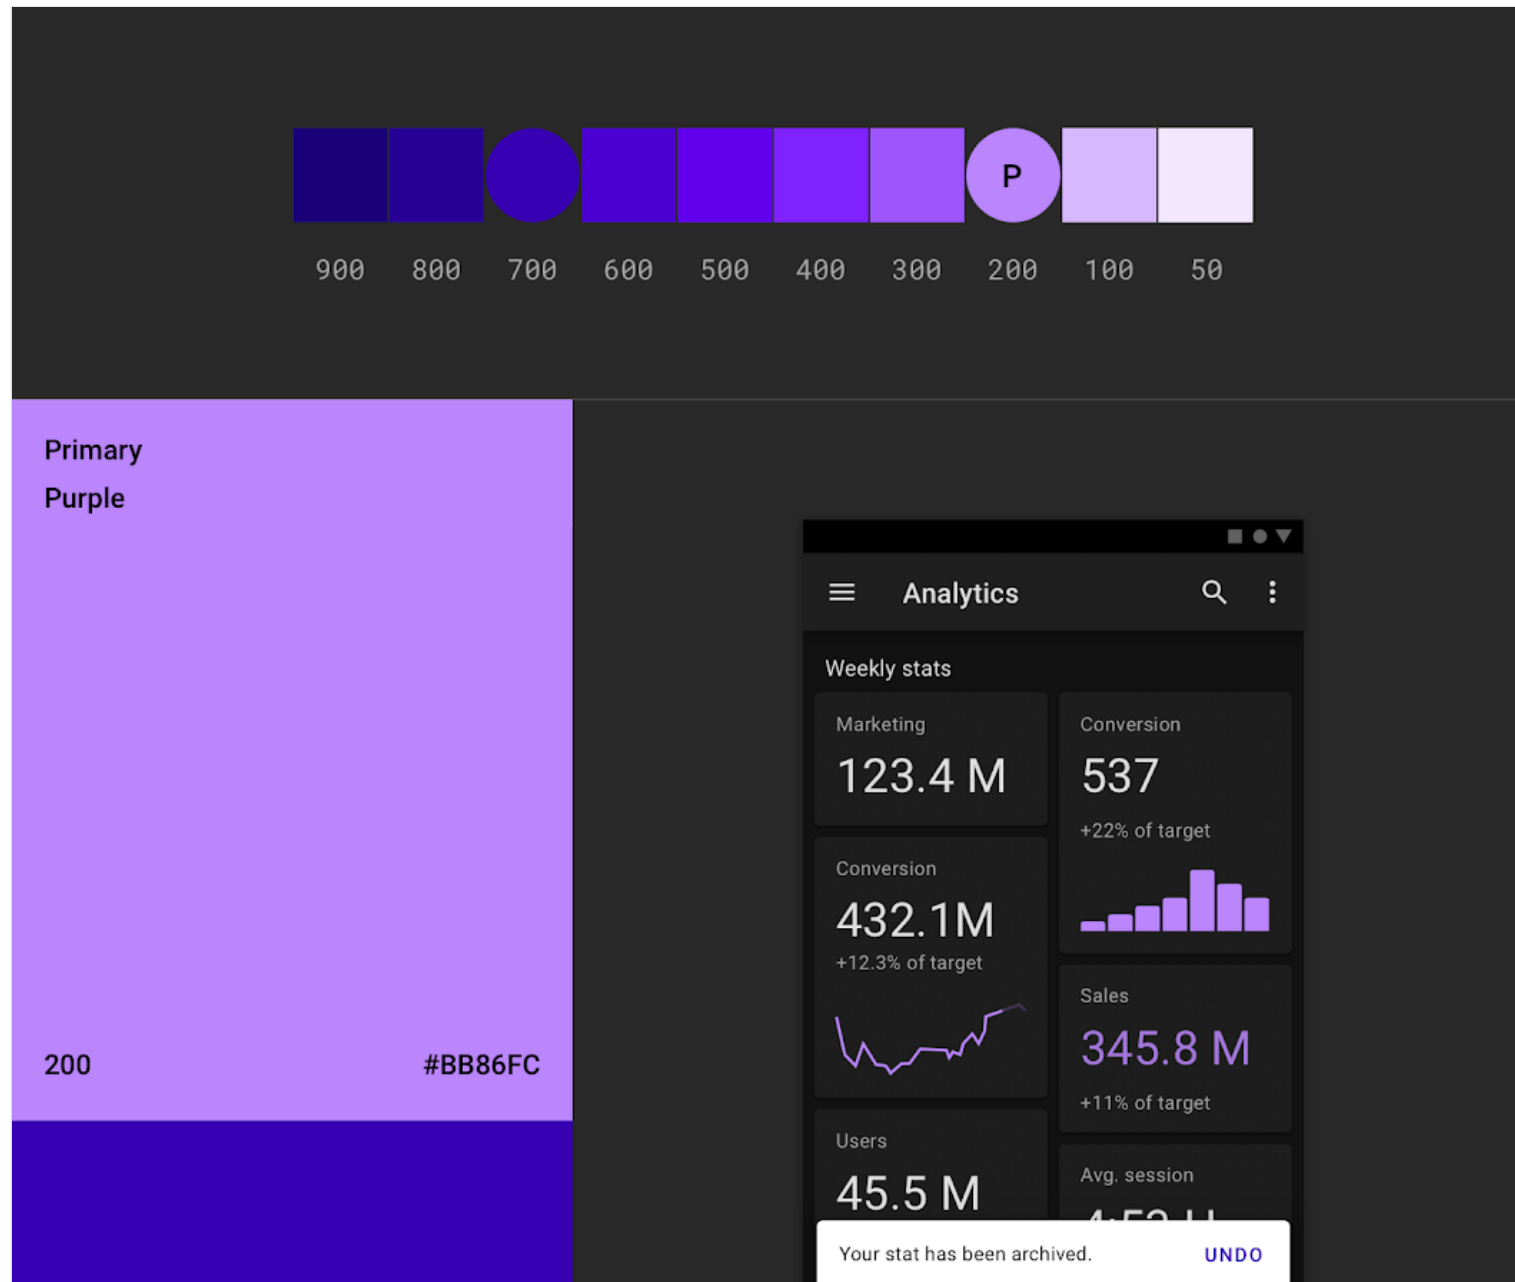 P
900 800 700 600 500 400 300 200 100 50
Primary
Purple
200 #BB86FC
Analytics
Weekly stats
Marketing
123.4 M
Conversion
432.1M
+12.3% of target
Users
45.5 M
Conversion
537
+22% of target
Sales
345.8 M
+11% of target
Avg. session
Your stat has been archived. UNDO